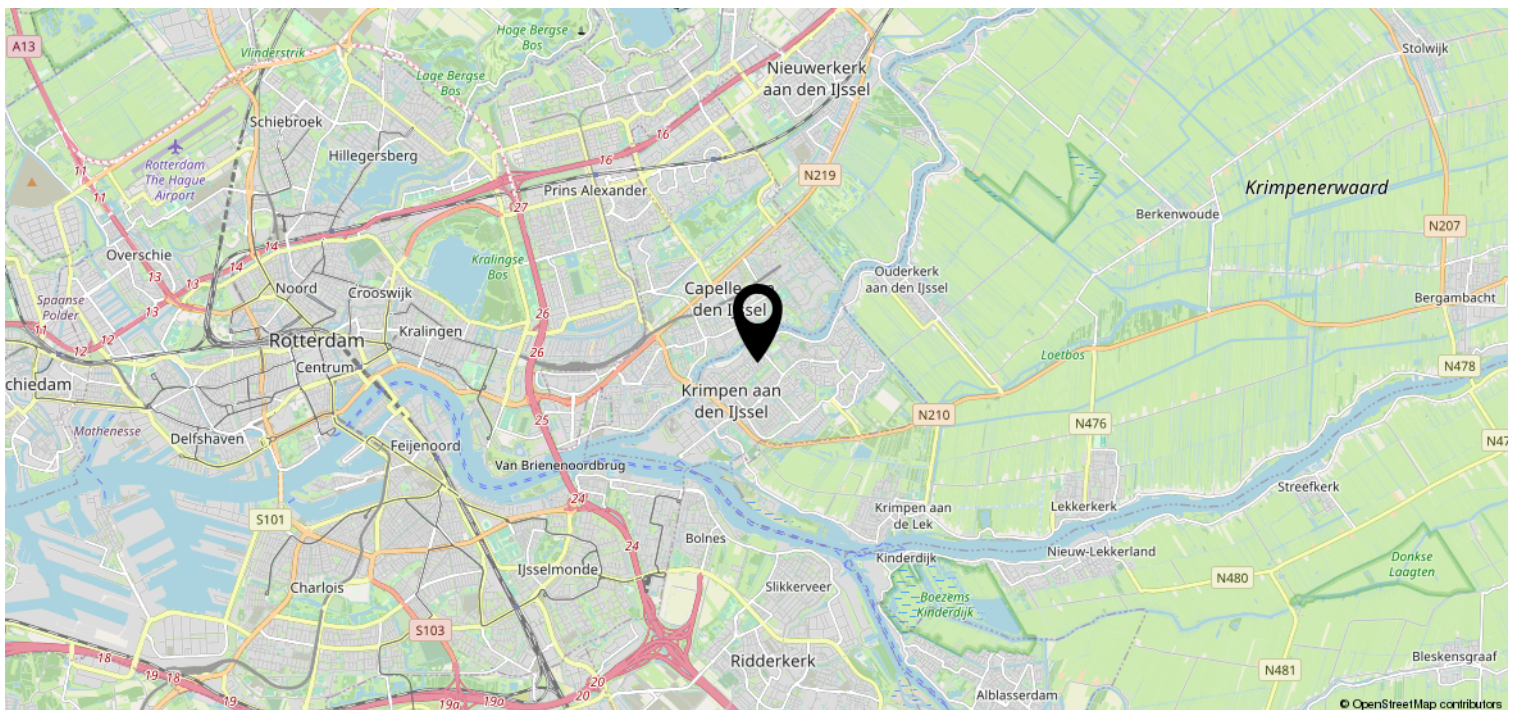 Hoge Bergse
Bos
A13
Vlinderstrik
Stolwijk
Lage Bergse
Bos
Nieuwerkerk
aan den IJssel
Schiebroek
16
Hillegersberg
16
Rotterdam
The Hague
Airport
11
11
N219
Prins Alexander
27
Krimpenerwaard
Berkenwoude
N207
14
Overschie
Kralingse
Bos
14
13
13
Ouderkerk
aan den IJssel
Noord
Crooswijk
Capelle aan
den IJssel
Bergambacht
Spaanse
Polder
13
26
11
12
12
Kralingen
Rotterdam
26
Loetbos
Centrum
N478
chiedam
Krimpen aan
den IJssel
25
N210
N476
Mathenesse
Delfshaven
Feijenoord
N47
Van Brienenoordbrug
24
Streefkerk
S101
Krimpen aan
de Lek
Lekkerkerk
24
Bolnes
Kinderdijk
Nieuw-Lekkerland
Donkse
Laagten
IJsselmonde
N480
Charlois
Slikkerveer
Boezems
Kinderdijk
S103
18
18
19
Ridderkerk
Bleskensgraaf
N481
20
20
19
19a
19a
Alblasserdam
© OpenStreetMap contributors